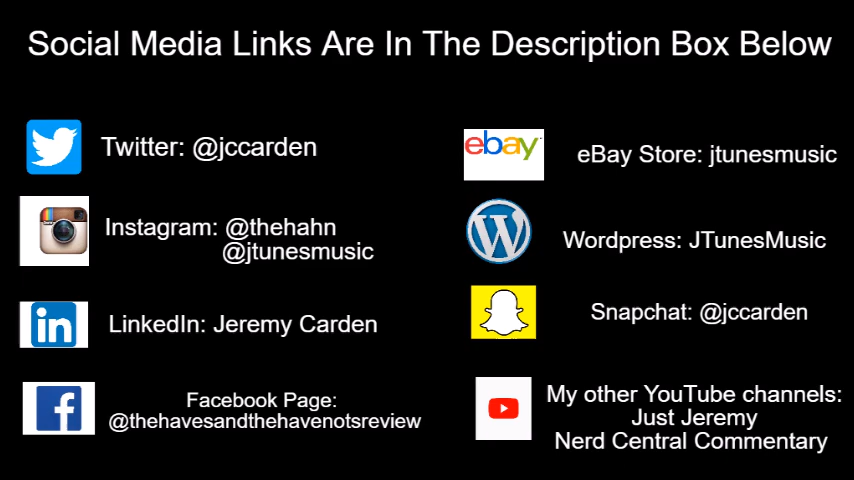 Social Media Links Are In The Description Box Below
Twitter: @jccarden
Instagram: @thehahn
@jtunesmusic
in
LinkedIn: Jeremy Carden
f
Facebook Page:
@thehavesandthehavenotsreview
ebay
eBay Store: jtunesmusic
W
Wordpress: JTunesMusic
Snapchat: @jccarden
My other YouTube channels:
Just Jeremy
Nerd Central Commentary